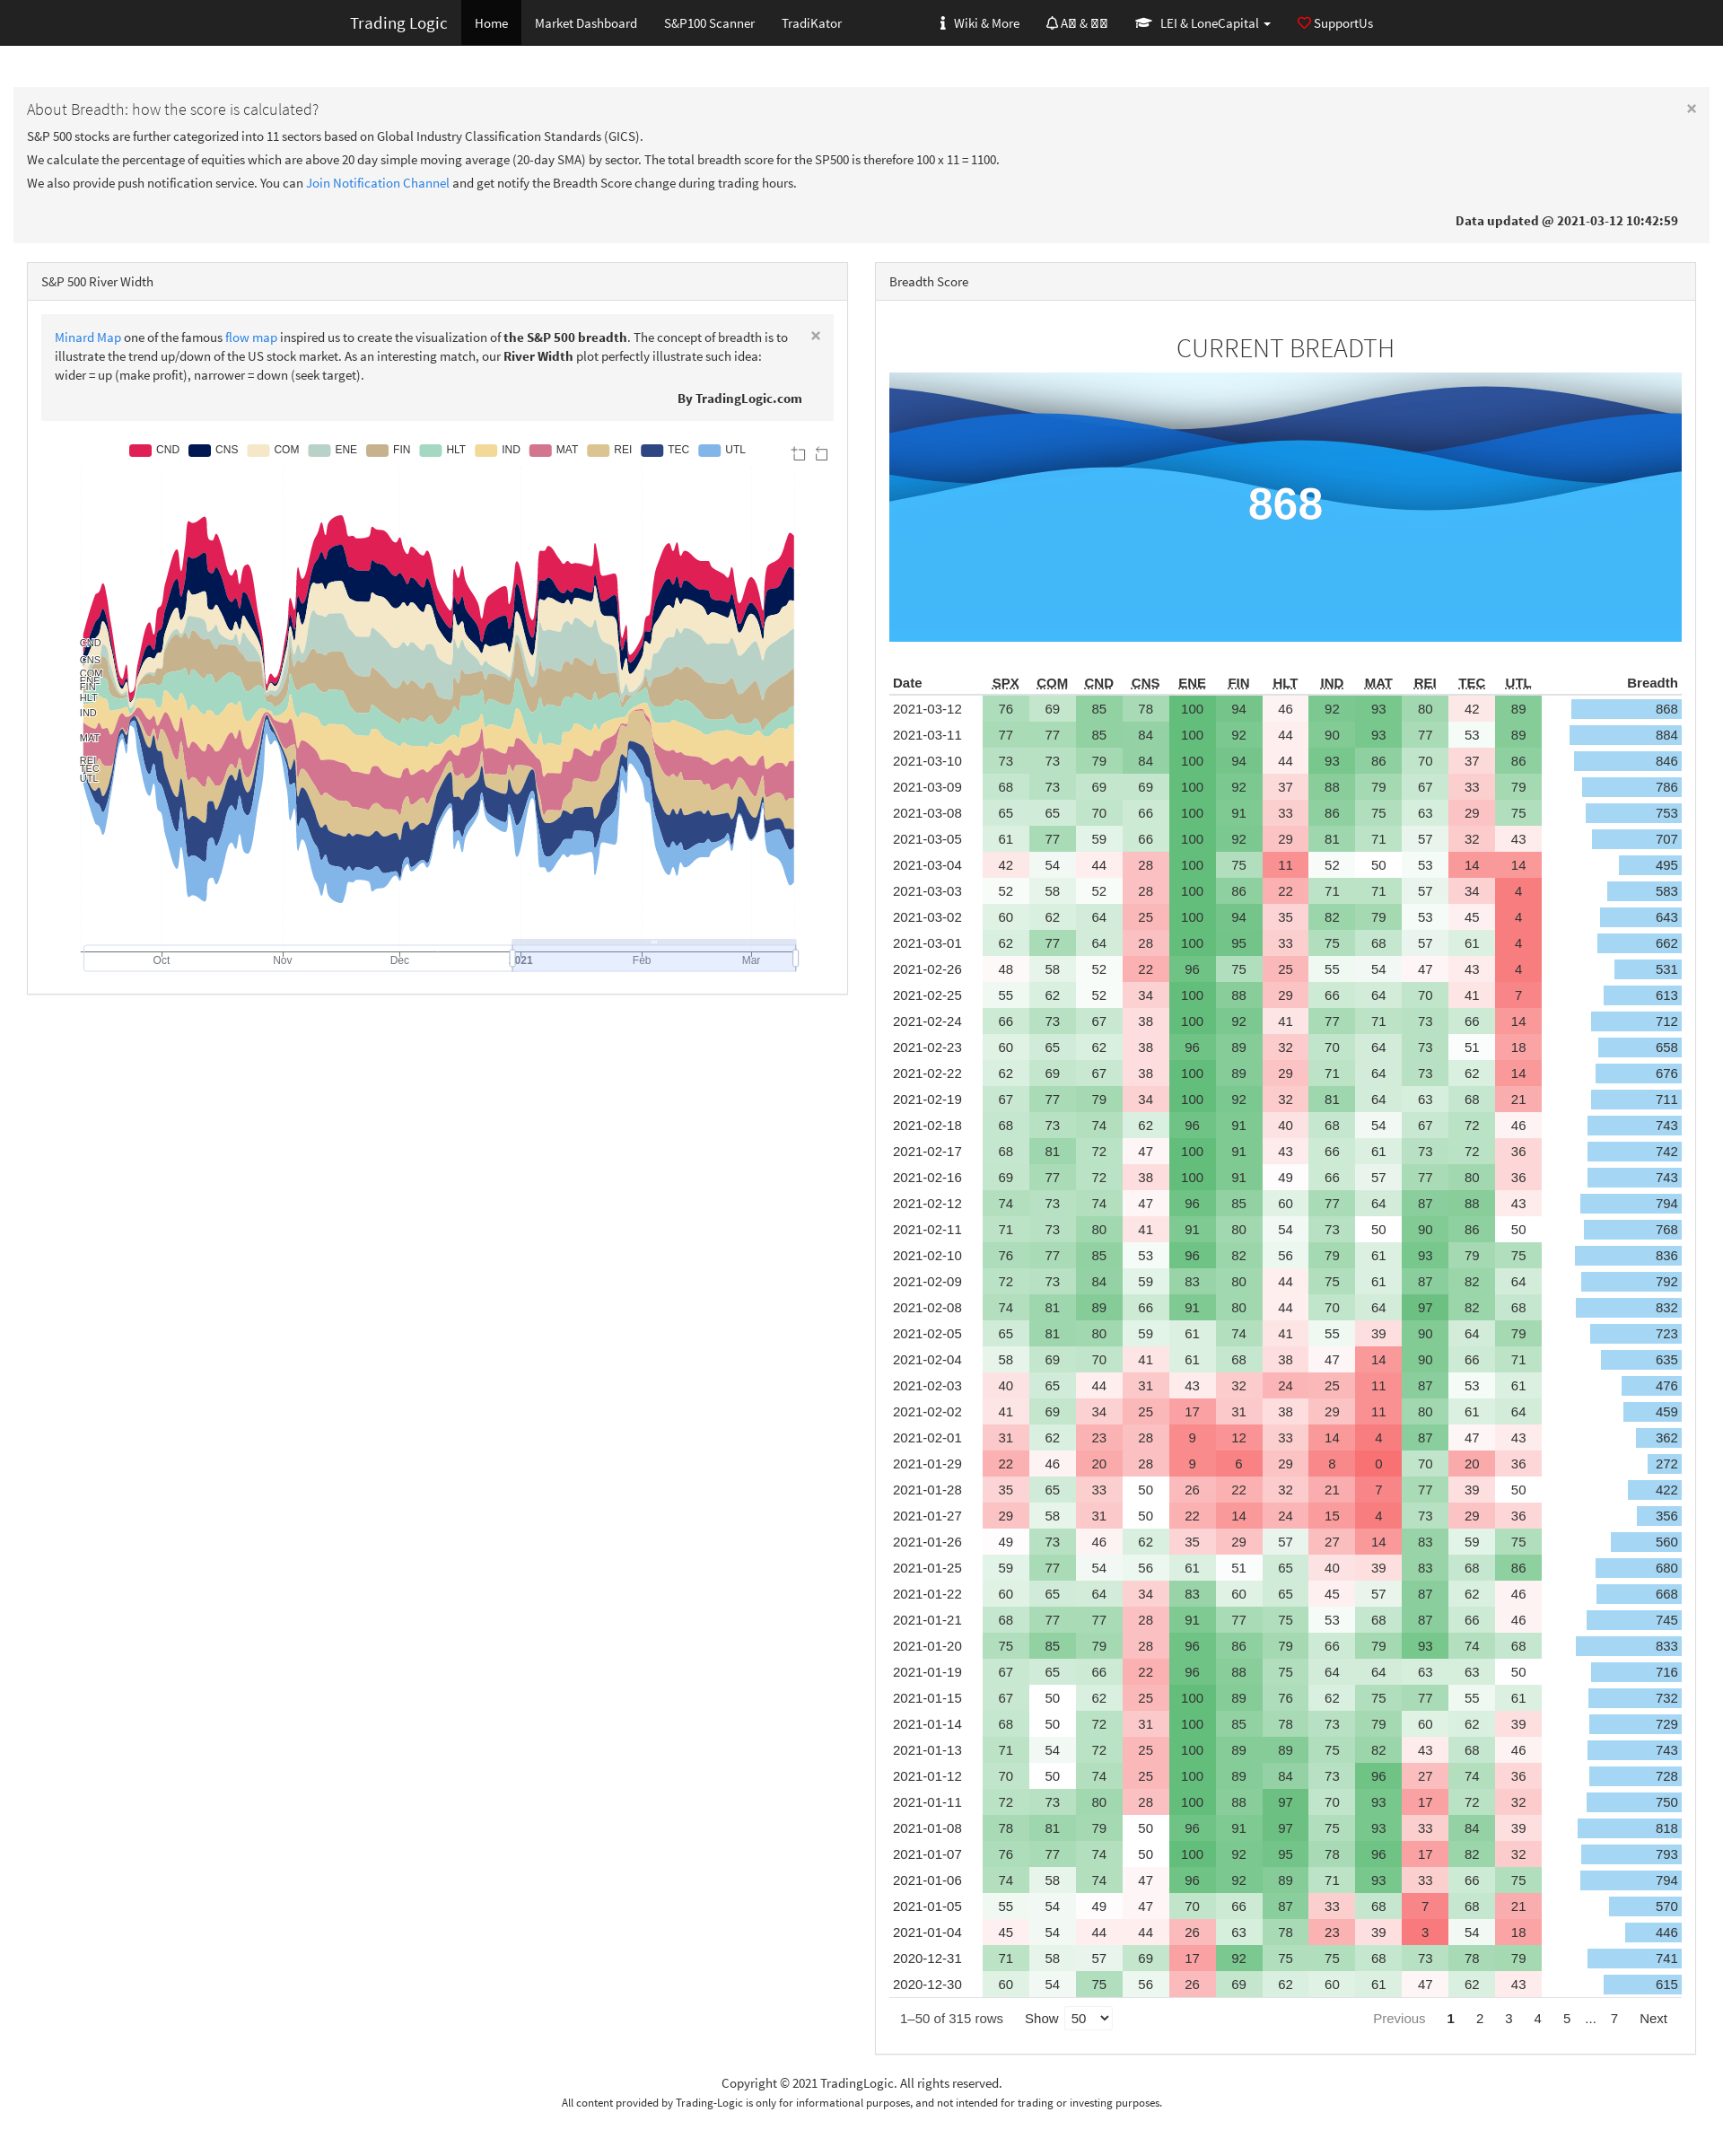 Trading Logic Home Market Dashboard S&P100 Scanner TradiKator Wiki & More A & LEI & LoneCapital SupportUs
About Breadth: how the score is calculated? ×
S&P 500 stocks are further categorized into 11 sectors based on Global Industry Classification Standards (GICS).
We calculate the percentage of equities which are above 20 day simple moving average (20-day SMA) by sector. The total breadth score for the SP500 is therefore 100 x 11 = 1100.
We also provide push notification service. You can Join Notification Channel and get notify the Breadth Score change during trading hours.
Data updated @ 2021-03-12 10:42:59
S&P 500 River Width
Minard Map one of the famous flow map inspired us to create the visualization of the S&P 500 breadth. The concept of breadth is to ×
illustrate the trend up/down of the US stock market. As an interesting match, our River Width plot perfectly illustrate such idea:
wider = up (make profit), narrower = down (seek target).
By TradingLogic.com
CND CNS COM ENE FIN HLT IND MAT REI TEC UTL
CND
CNS
COM
ENE
FIN
HLT
IND
MAT
REI
TEC
UTL
Oct Nov Dec 2021 Feb Mar
Breadth Score
CURRENT BREADTH
868
Date SPX COM CND CNS ENE FIN HLT IND MAT REI TEC UTL Breadth
2021-03-12 76 69 85 78 100 94 46 92 93 80 42 89 868
2021-03-11 77 77 85 84 100 92 44 90 93 77 53 89 884
2021-03-10 73 73 79 84 100 94 44 93 86 70 37 86 846
2021-03-09 68 73 69 69 100 92 37 88 79 67 33 79 786
2021-03-08 65 65 70 66 100 91 33 86 75 63 29 75 753
2021-03-05 61 77 59 66 100 92 29 81 71 57 32 43 707
2021-03-04 42 54 44 28 100 75 11 52 50 53 14 14 495
2021-03-03 52 58 52 28 100 86 22 71 71 57 34 4 583
2021-03-02 60 62 64 25 100 94 35 82 79 53 45 4 643
2021-03-01 62 77 64 28 100 95 33 75 68 57 61 4 662
2021-02-26 48 58 52 22 96 75 25 55 54 47 43 4 531
2021-02-25 55 62 52 34 100 88 29 66 64 70 41 7 613
2021-02-24 66 73 67 38 100 92 41 77 71 73 66 14 712
2021-02-23 60 65 62 38 96 89 32 70 64 73 51 18 658
2021-02-22 62 69 67 38 100 89 29 71 64 73 62 14 676
2021-02-19 67 77 79 34 100 92 32 81 64 63 68 21 711
2021-02-18 68 73 74 62 96 91 40 68 54 67 72 46 743
2021-02-17 68 81 72 47 100 91 43 66 61 73 72 36 742
2021-02-16 69 77 72 38 100 91 49 66 57 77 80 36 743
2021-02-12 74 73 74 47 96 85 60 77 64 87 88 43 794
2021-02-11 71 73 80 41 91 80 54 73 50 90 86 50 768
2021-02-10 76 77 85 53 96 82 56 79 61 93 79 75 836
2021-02-09 72 73 84 59 83 80 44 75 61 87 82 64 792
2021-02-08 74 81 89 66 91 80 44 70 64 97 82 68 832
2021-02-05 65 81 80 59 61 74 41 55 39 90 64 79 723
2021-02-04 58 69 70 41 61 68 38 47 14 90 66 71 635
2021-02-03 40 65 44 31 43 32 24 25 11 87 53 61 476
2021-02-02 41 69 34 25 17 31 38 29 11 80 61 64 459
2021-02-01 31 62 23 28 9 12 33 14 4 87 47 43 362
2021-01-29 22 46 20 28 9 6 29 8 0 70 20 36 272
2021-01-28 35 65 33 50 26 22 32 21 7 77 39 50 422
2021-01-27 29 58 31 50 22 14 24 15 4 73 29 36 356
2021-01-26 49 73 46 62 35 29 57 27 14 83 59 75 560
2021-01-25 59 77 54 56 61 51 65 40 39 83 68 86 680
2021-01-22 60 65 64 34 83 60 65 45 57 87 62 46 668
2021-01-21 68 77 77 28 91 77 75 53 68 87 66 46 745
2021-01-20 75 85 79 28 96 86 79 66 79 93 74 68 833
2021-01-19 67 65 66 22 96 88 75 64 64 63 63 50 716
2021-01-15 67 50 62 25 100 89 76 62 75 77 55 61 732
2021-01-14 68 50 72 31 100 85 78 73 79 60 62 39 729
2021-01-13 71 54 72 25 100 89 89 75 82 43 68 46 743
2021-01-12 70 50 74 25 100 89 84 73 96 27 74 36 728
2021-01-11 72 73 80 28 100 88 97 70 93 17 72 32 750
2021-01-08 78 81 79 50 96 91 97 75 93 33 84 39 818
2021-01-07 76 77 74 50 100 92 95 78 96 17 82 32 793
2021-01-06 74 58 74 47 96 92 89 71 93 33 66 75 794
2021-01-05 55 54 49 47 70 66 87 33 68 7 68 21 570
2021-01-04 45 54 44 44 26 63 78 23 39 3 54 18 446
2020-12-31 71 58 57 69 17 92 75 75 68 73 78 79 741
2020-12-30 60 54 75 56 26 69 62 60 61 47 62 43 615
1–50 of 315 rows Show 50 Previous 1 2 3 4 5 ... 7 Next
Copyright © 2021 TradingLogic. All rights reserved.
All content provided by Trading-Logic is only for informational purposes, and not intended for trading or investing purposes.